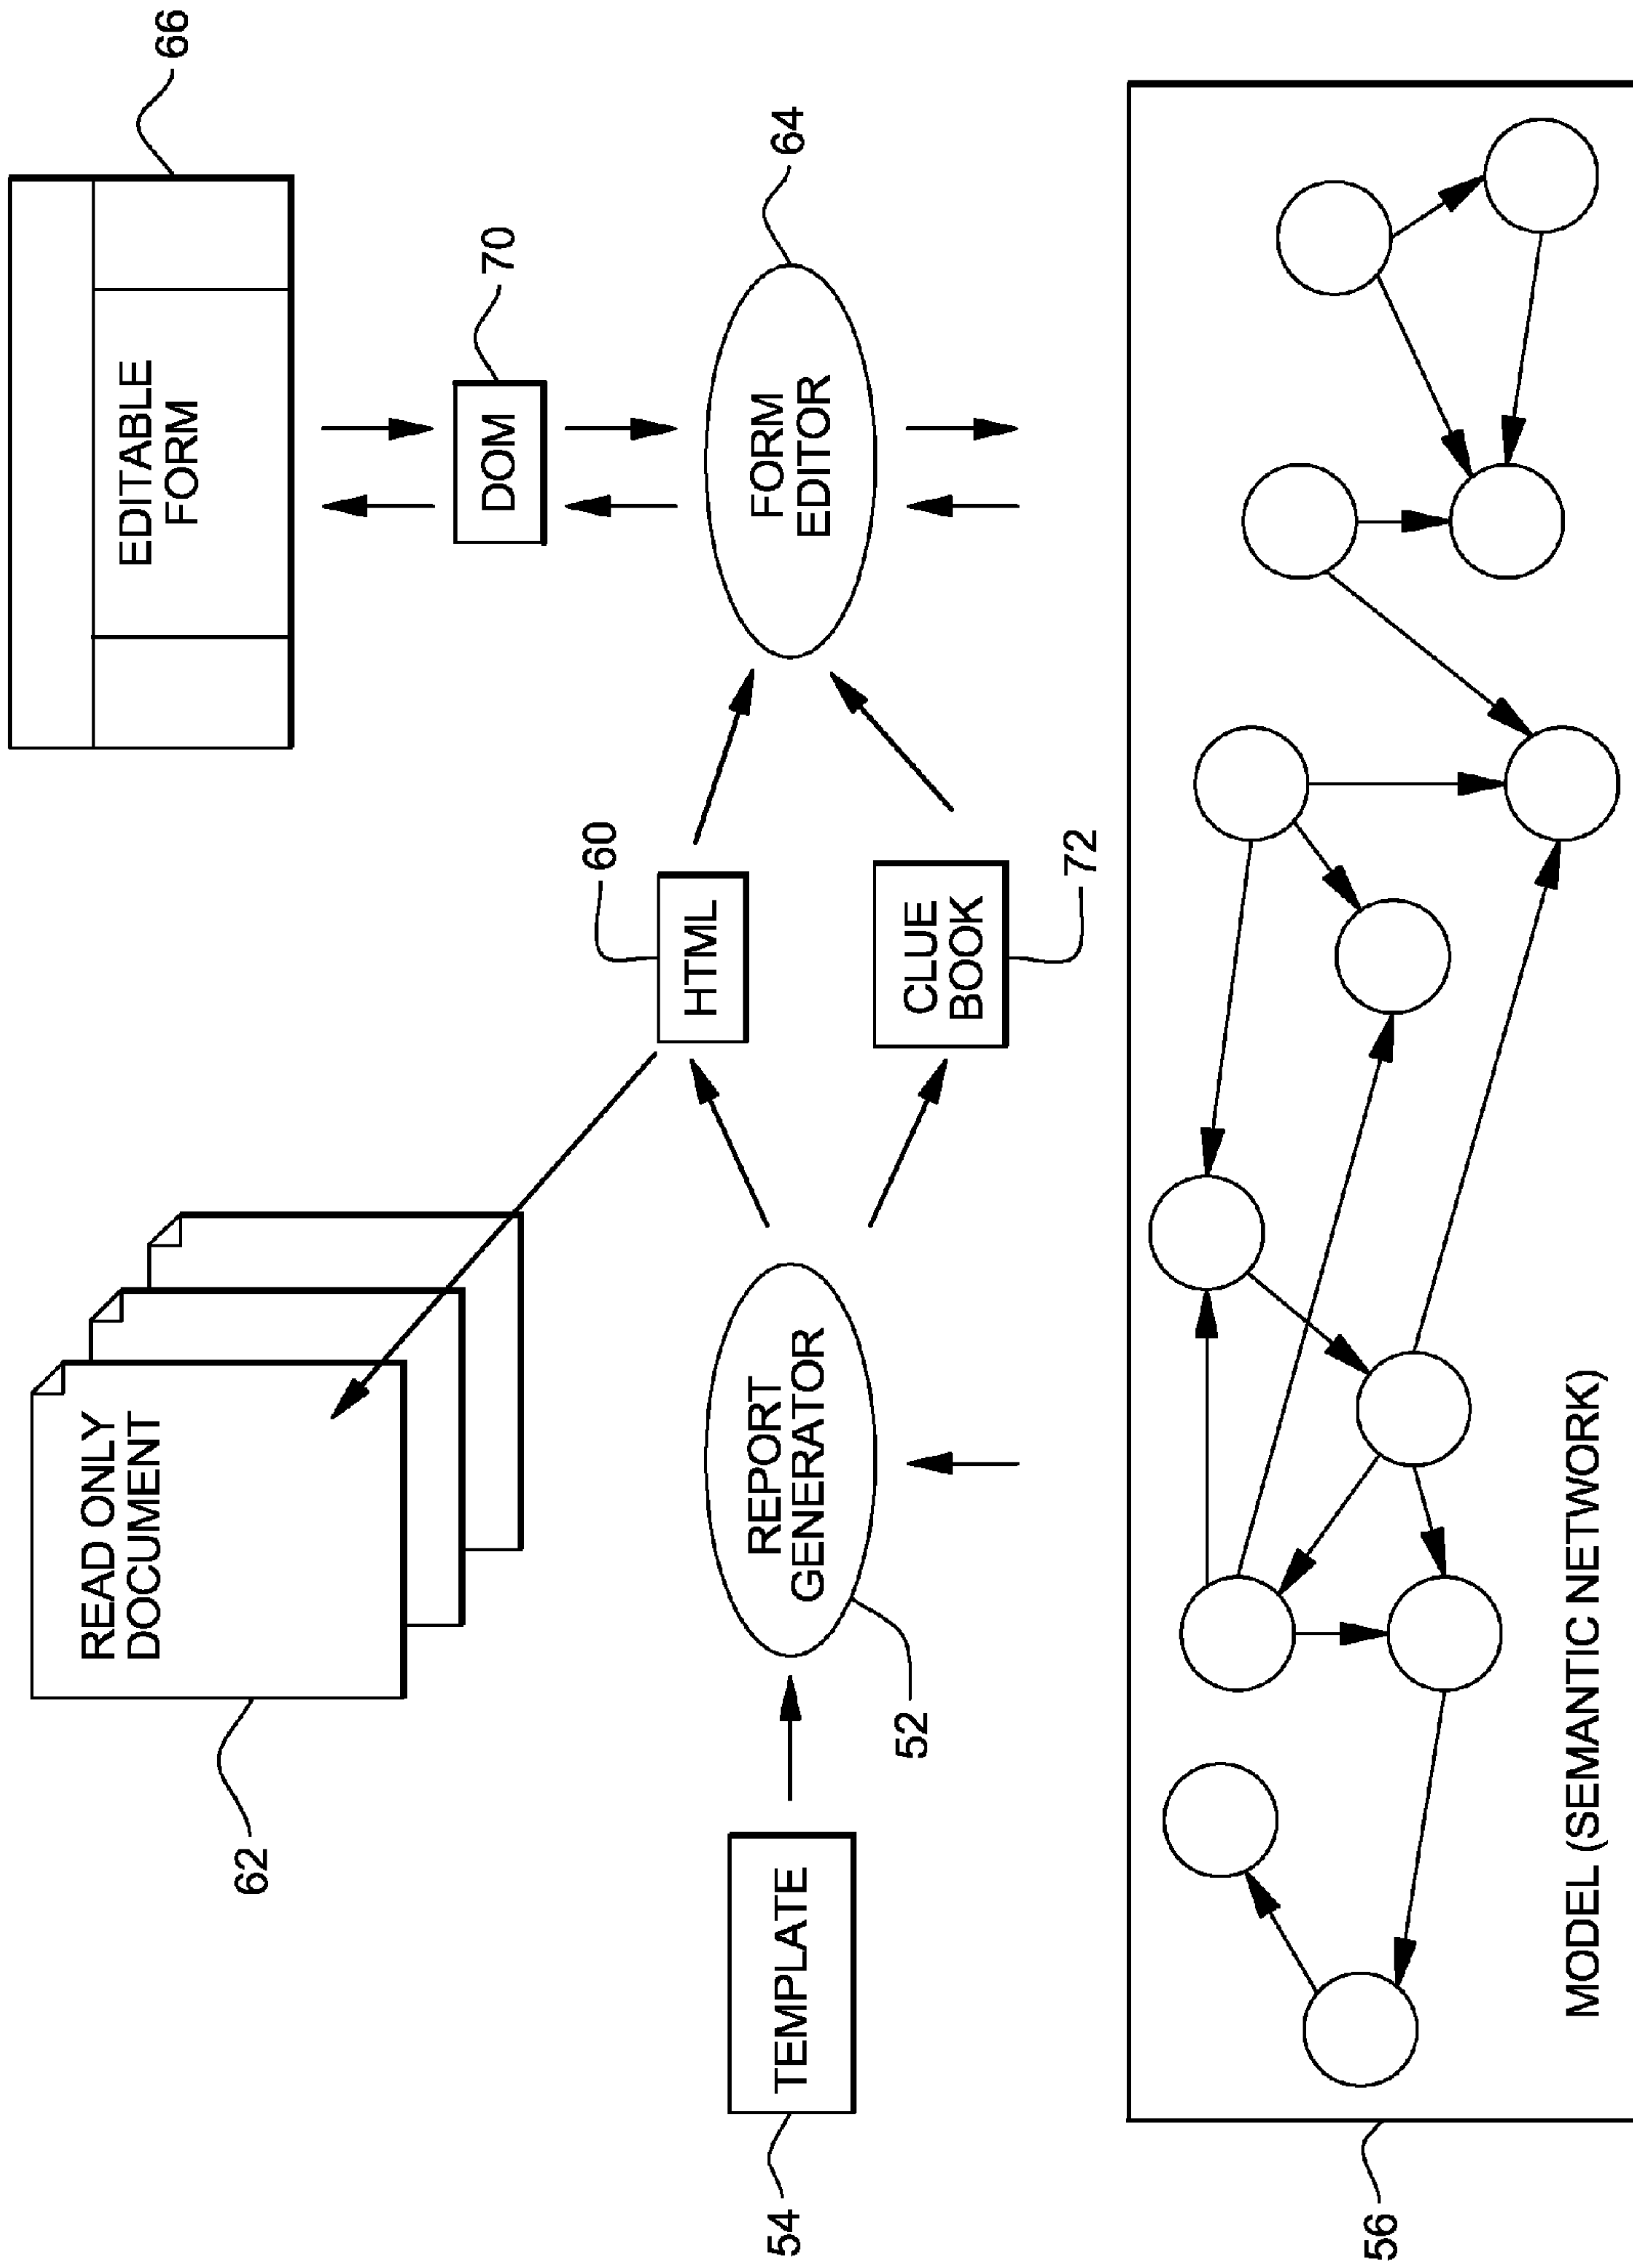 READ ONLY
DOCUMENT
62
EDITABLE
FORM
66
DOM
70
HTML
60
TEMPLATE
54
REPORT
GENERATOR
52
FORM
EDITOR
64
CLUE
BOOK
72
MODEL (SEMANTIC NETWORK)
56